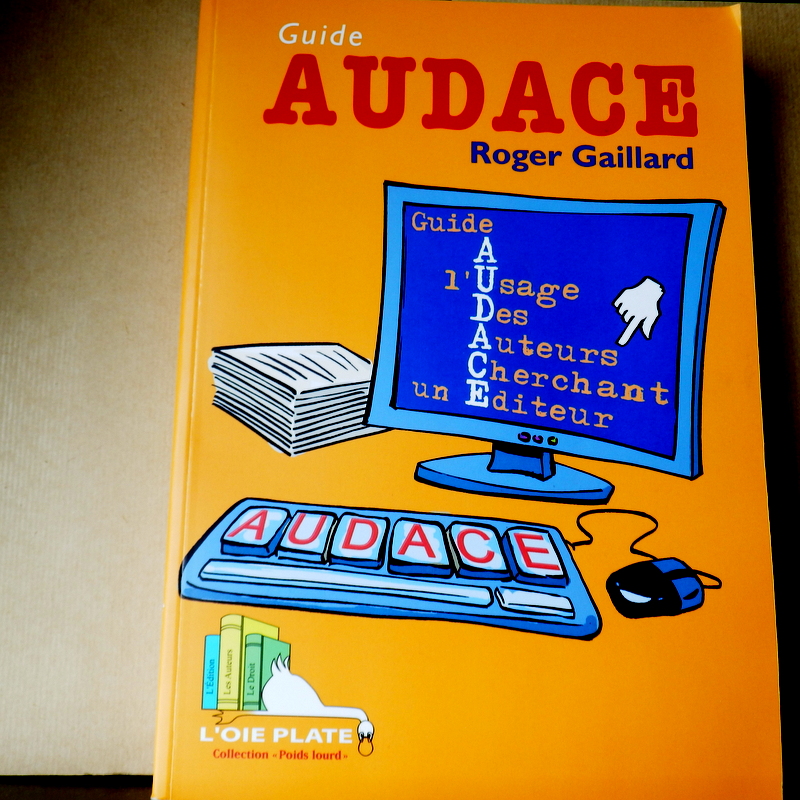 Guide
AUDACE
Roger Gaillard
Guide
A
l'Usage
Des
Auteurs
Cherchant
un Editeur
AUDACE
L'Édition
Les Auteurs
Le Droit
L'OIE PLATE
Collection «Poids lourd»